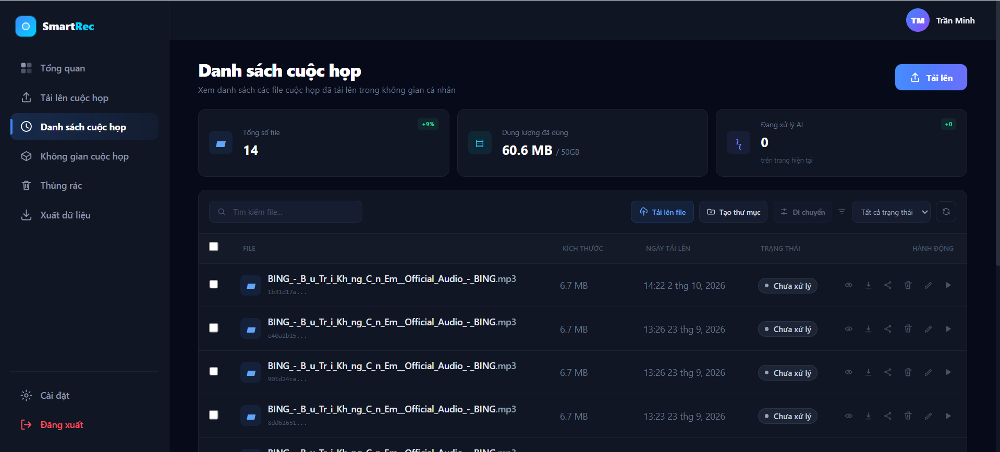 SmartRec
TM Trần Minh
Tổng quan
Tải lên cuộc họp
Danh sách cuộc họp
Không gian cuộc họp
Thùng rác
Xuất dữ liệu
Cài đặt
Đăng xuất
Danh sách cuộc họp
Xem danh sách các file cuộc họp đã tải lên trong không gian cá nhân
Tải lên
Tổng số file
14
+9%
Dung lượng đã dùng
60.6 MB / 50GB
Đang xử lý AI
0
trên trang hiện tại
+0
Tìm kiếm file...
Tải lên file
Tạo thư mục
Di chuyển
Tất cả trạng thái
FILE KÍCH THƯỚC NGÀY TẢI LÊN TRẠNG THÁI HÀNH ĐỘNG
BING_-_B_u_Tr_i_Kh_ng_C_n_Em__Official_Audio_-_BING.mp3
1b31d17a...
6.7 MB 14:22 2 thg 10, 2026 Chưa xử lý
BING_-_B_u_Tr_i_Kh_ng_C_n_Em__Official_Audio_-_BING.mp3
e40a2b15...
6.7 MB 13:26 23 thg 9, 2026 Chưa xử lý
BING_-_B_u_Tr_i_Kh_ng_C_n_Em__Official_Audio_-_BING.mp3
901d24ca...
6.7 MB 13:26 23 thg 9, 2026 Chưa xử lý
BING_-_B_u_Tr_i_Kh_ng_C_n_Em__Official_Audio_-_BING.mp3
8dd62651...
6.7 MB 13:23 23 thg 9, 2026 Chưa xử lý